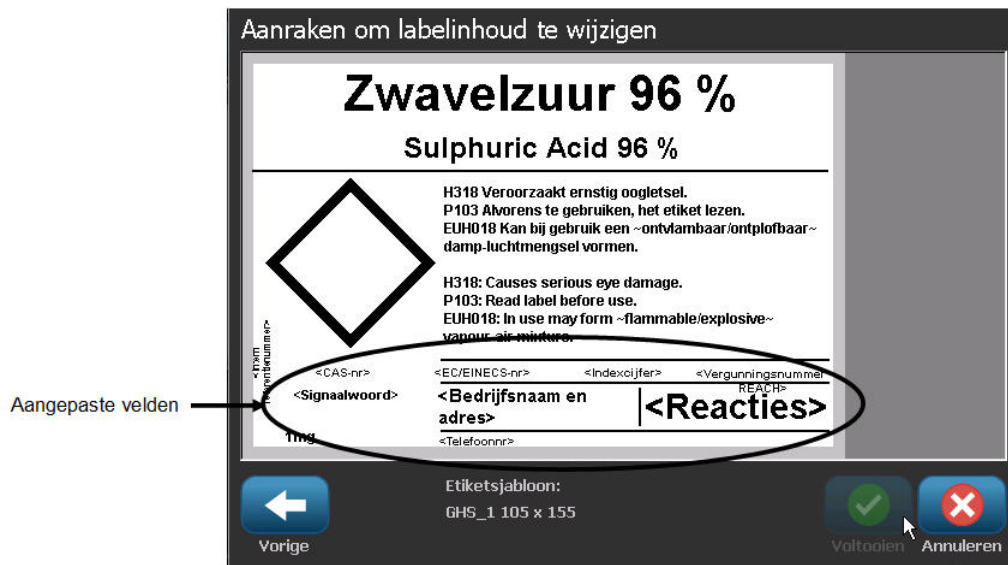 Aanraken om labelinhoud te wijzigen
Zwavelzuur 96 %
Sulphuric Acid 96 %
H318 Veroorzaakt ernstig oogletsel.
P103 Alvorens te gebruiken, het etiket lezen.
EUH018 Kan bij gebruik een ~ontvlambaar/ontplofbaar~
damp-luchtmengsel vormen.
H318: Causes serious eye damage.
P103: Read label before use.
EUH018: In use may form ~flammable/explosive~
vapour-air mixture.
<Intern
referentienummer>
<CAS-nr>
<EC/EINECS-nr>
<Indexcijfer>
<Vergunningsnummer
REACH>
Aangepaste velden
<Signaalwoord>
<Bedrijfsnaam en
adres>
<Reacties>
1mg
<Telefoonnr>
Etiketsjabloon:
GHS_1 105 x 155
Vorige
Voltooien
Annuleren